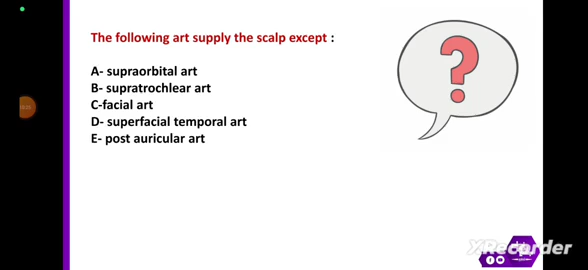 The following art supply the scalp except :
A- supraorbital art
B- supratrochlear art
C-facial art
D- superfacial temporal art
E- post auricular art
?
XRecorder